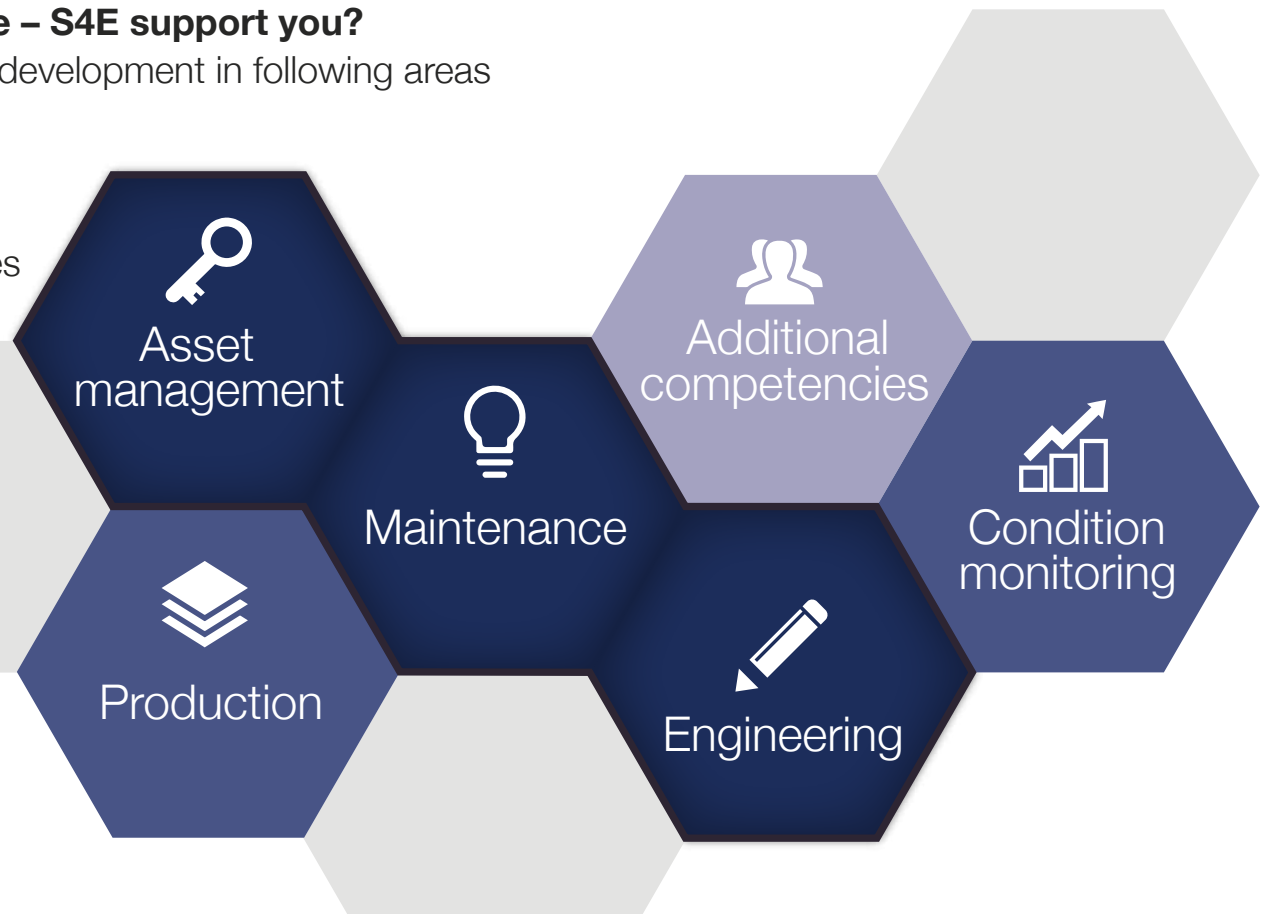 e – S4E support you?
development in following areas
es
Asset
management
Additional
competencies
Maintenance
Condition
monitoring
Production
Engineering